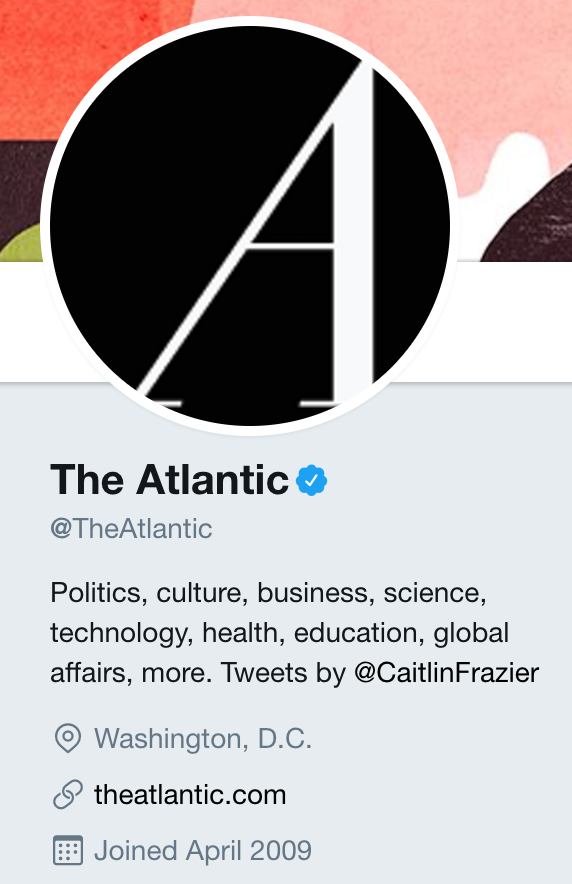 A
The Atlantic
@TheAtlantic
Politics, culture, business, science,
technology, health, education, global
affairs, more. Tweets by @CaitlinFrazier
Washington, D.C.
theatlantic.com
Joined April 2009